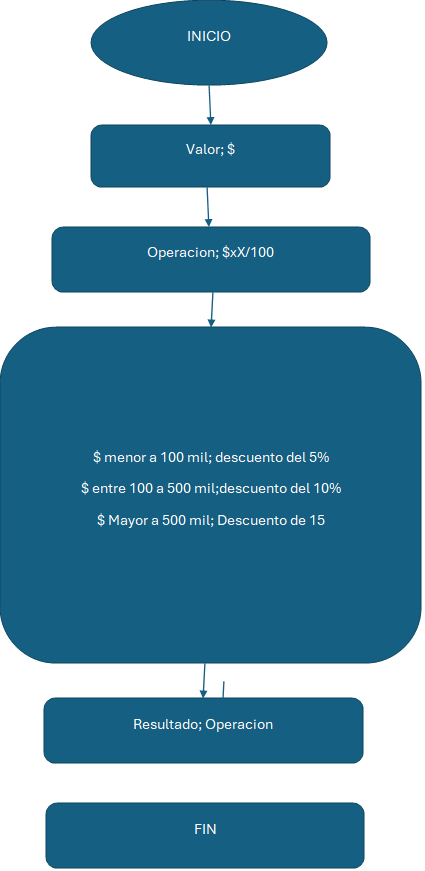 INICIO
Valor; $
Operacion; $xX/100
$ menor a 100 mil; descuento del 5%
$ entre 100 a 500 mil;descuento del 10%
$ Mayor a 500 mil; Descuento de 15
Resultado; Operacion
FIN